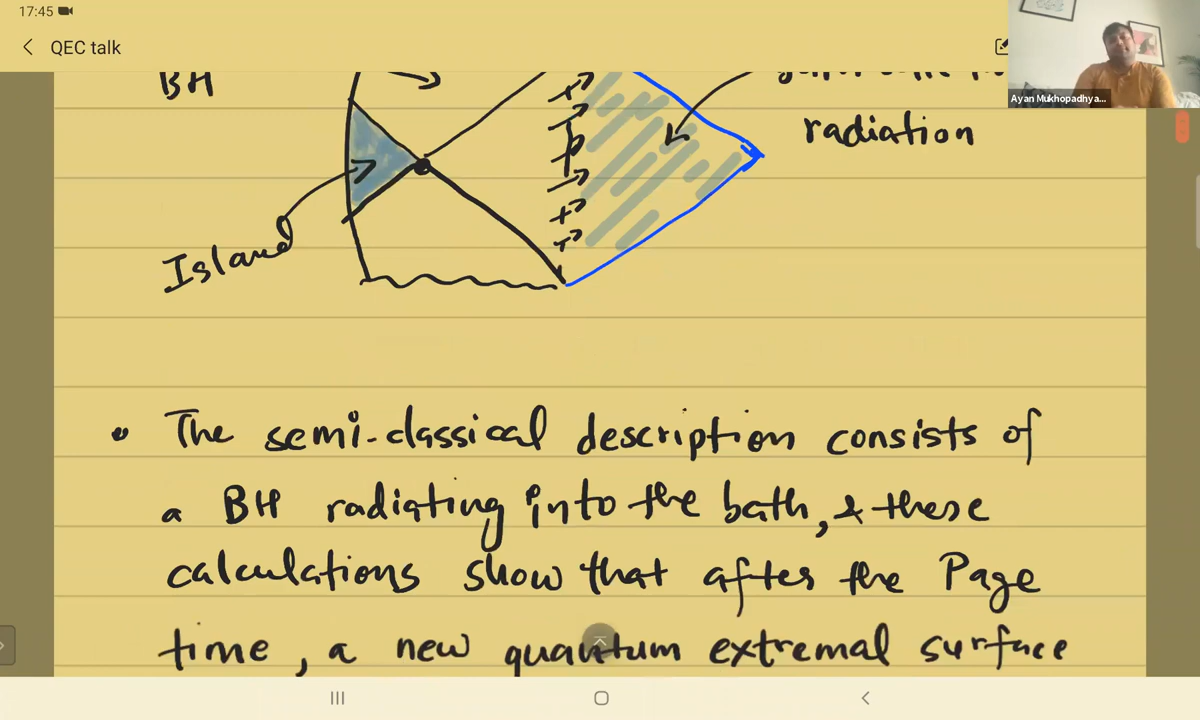 17:45
QEC talk
Ayan Mukhopadhya...
BH
radiation
Island
• The semi-classical description consists of
a BH radiating into the bath, & these
calculations show that after the Page
time, a new quantum extremal surface